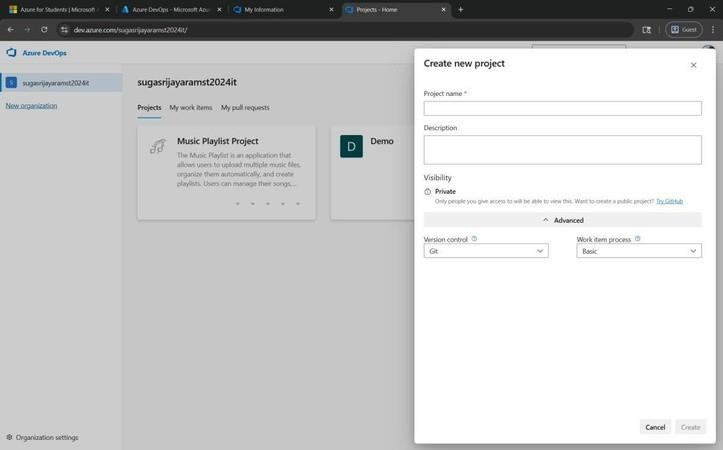 Azure for Students | Microsoft
Azure DevOps - Microsoft Azur
My Information
Projects - Home
dev.azure.com/sugasrijayaramst2024it/
Guest
Azure DevOps
S
sugasrijayaramst2024it
New organization
sugasrijayaramst2024it
Projects
My work items
My pull requests
Music Playlist Project
The Music Playlist is an application that
allows users to upload multiple music files,
organize them automatically, and create
playlists. Users can manage their songs,...
D
Demo
Organization settings
Create new project
Project name *
Description
Visibility
Private
Only people you give access to will be able to view this. Want to create a public project? Try GitHub
Advanced
Version control
Work item process
Git
Basic
Cancel
Create